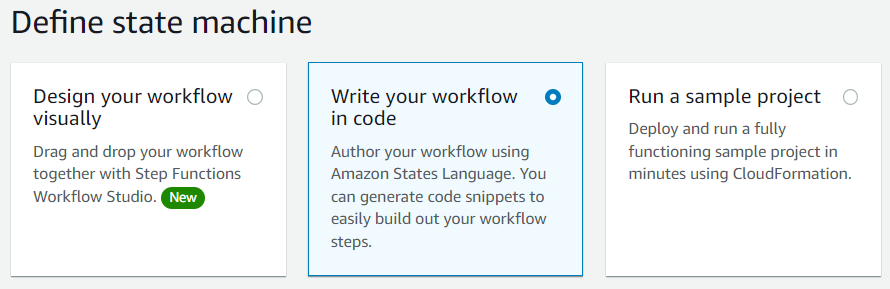 Define state machine
Design your workflow
visually
Drag and drop your workflow
together with Step Functions
Workflow Studio. New
Write your workflow
in code
Author your workflow using
Amazon States Language. You
can generate code snippets to
easily build out your workflow
steps.
Run a sample project
Deploy and run a fully
functioning sample project in
minutes using CloudFormation.